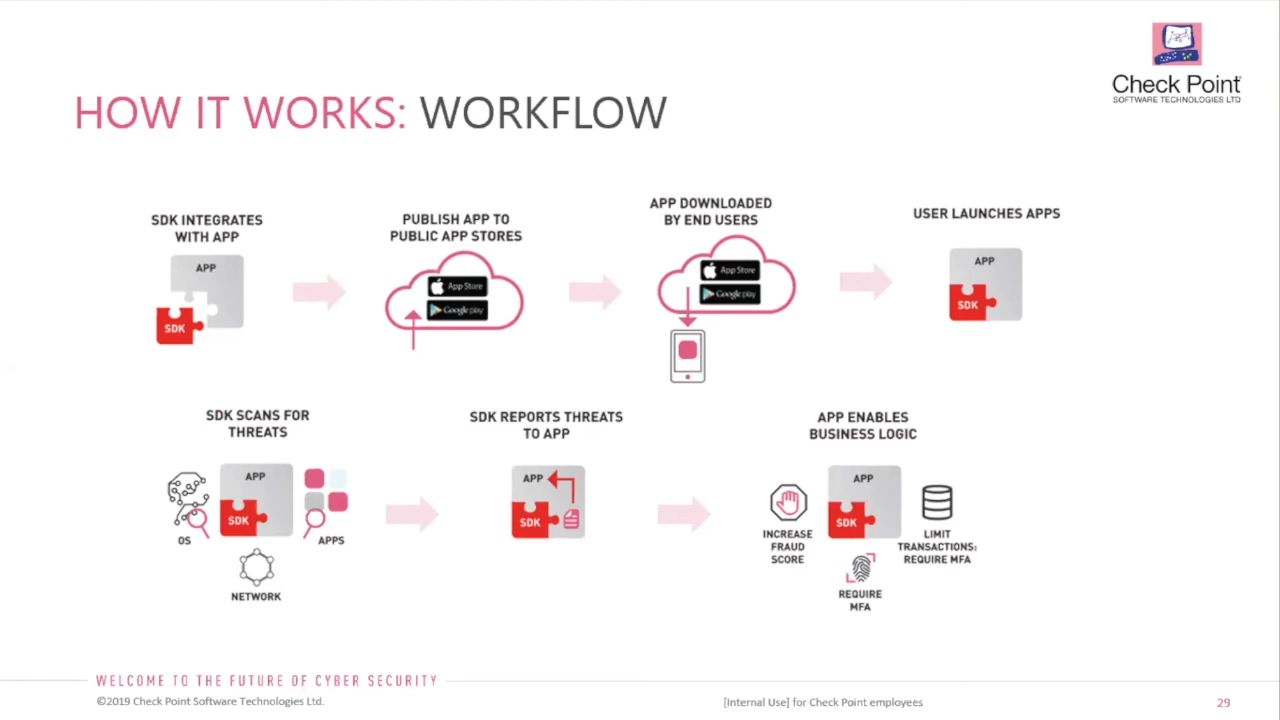 Check Point
SOFTWARE TECHNOLOGIES LTD
HOW IT WORKS: WORKFLOW
SDK INTEGRATES
WITH APP
APP
SDK
PUBLISH APP TO
PUBLIC APP STORES
App Store
Google play
APP DOWNLOADED
BY END USERS
App Store
Google play
USER LAUNCHES APPS
APP
SDK
SDK SCANS FOR
THREATS
APP
SDK
OS
APPS
NETWORK
SDK REPORTS THREATS
TO APP
APP
SDK
APP ENABLES
BUSINESS LOGIC
APP
SDK
INCREASE
FRAUD
SCORE
LIMIT
TRANSACTIONS:
REQUIRE MFA
REQUIRE
MFA
WELCOME TO THE FUTURE OF CYBER SECURITY
©2019 Check Point Software Technologies Ltd.
[Internal Use] for Check Point employees
29